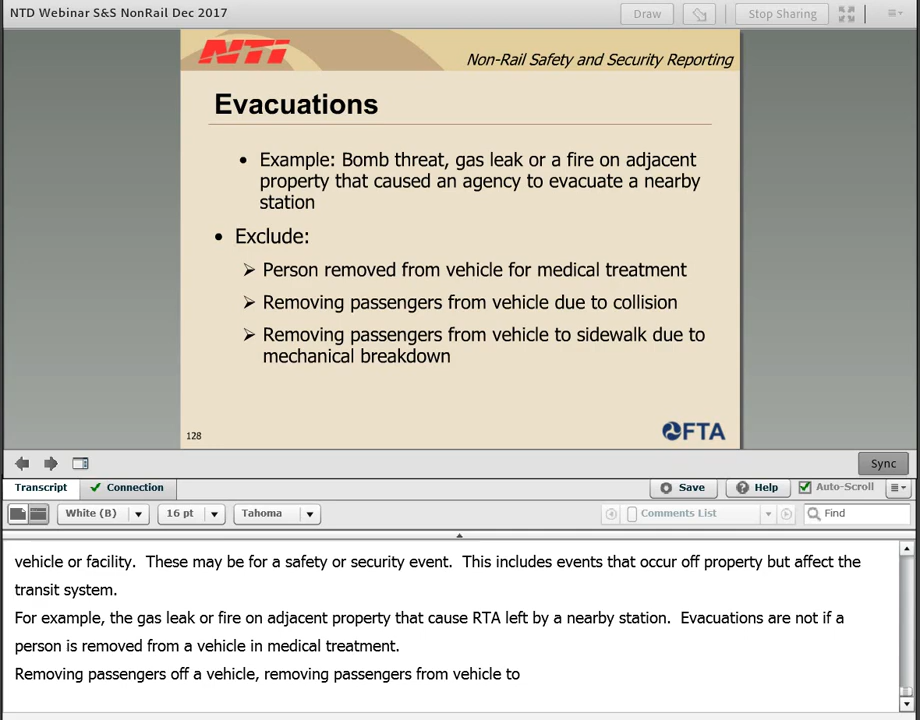 NTD Webinar S&S NonRail Dec 2017
Draw
Stop Sharing
NTI
Non-Rail Safety and Security Reporting
Evacuations
• Example: Bomb threat, gas leak or a fire on adjacent
property that caused an agency to evacuate a nearby
station
• Exclude:
➢ Person removed from vehicle for medical treatment
➢ Removing passengers from vehicle due to collision
➢ Removing passengers from vehicle to sidewalk due to
mechanical breakdown
128
FTA
Sync
Transcript
Connection
Save
Help
Auto-Scroll
White (B)
16 pt
Tahoma
Comments List
Find
vehicle or facility.  These may be for a safety or security event.  This includes events that occur off property but affect the
transit system.
For example, the gas leak or fire on adjacent property that cause RTA left by a nearby station.  Evacuations are not if a
person is removed from a vehicle in medical treatment.
Removing passengers off a vehicle, removing passengers from vehicle to